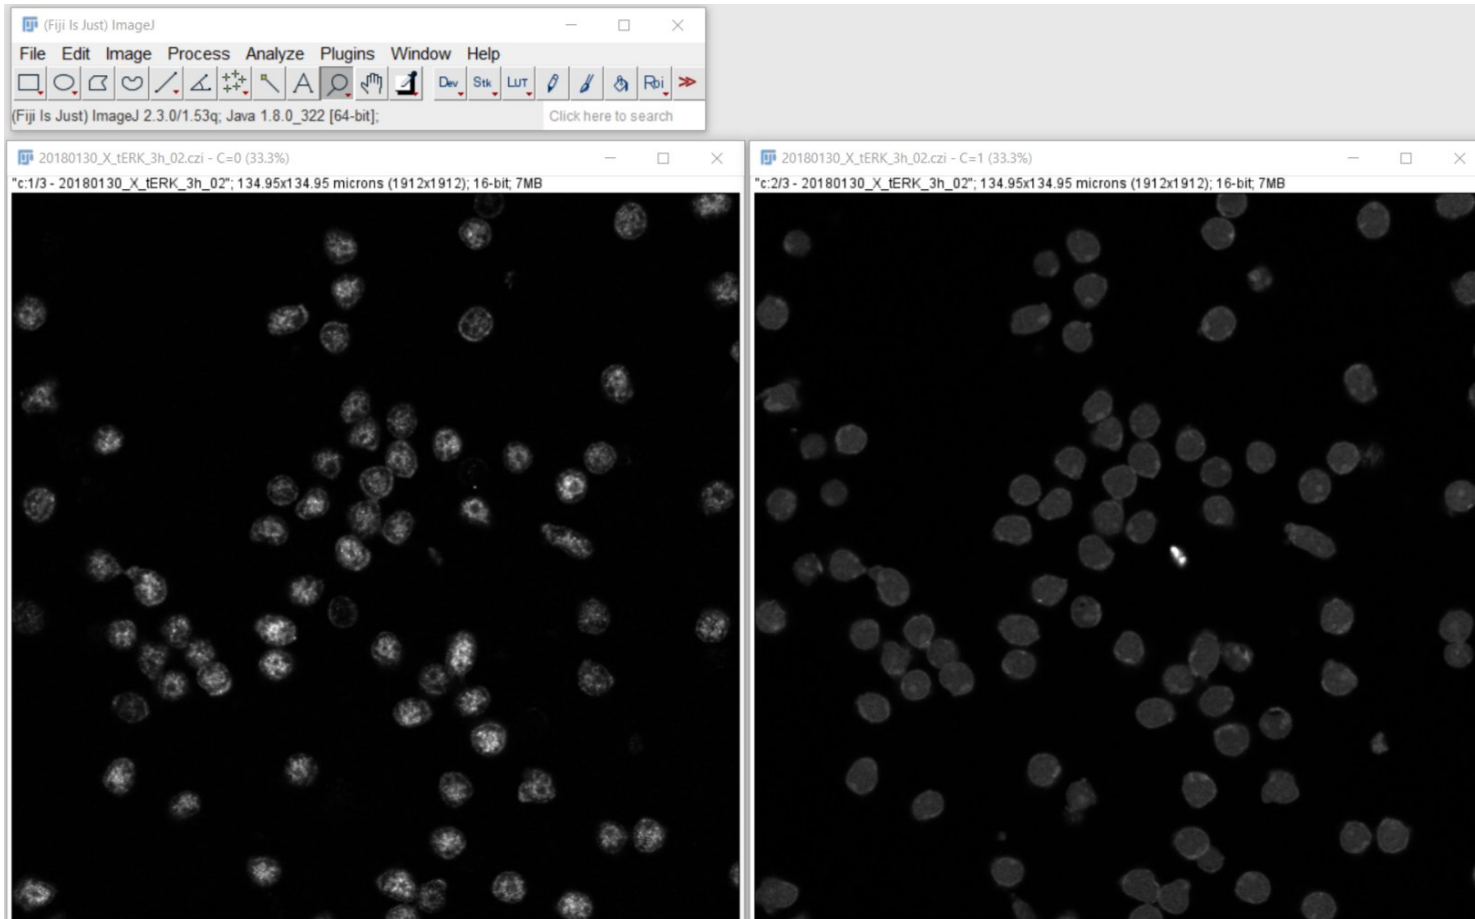 (Fiji Is Just) ImageJ
File Edit Image Process Analyze Plugins Window Help
A Dev Stk LUT Roi
(Fiji Is Just) ImageJ 2.3.0/1.53q; Java 1.8.0_322 [64-bit];
Click here to search
20180130_X_tERK_3h_02.czi - C=0 (33.3%)
"c:1/3 - 20180130_X_tERK_3h_02"; 134.95x134.95 microns (1912x1912); 16-bit; 7MB
20180130_X_tERK_3h_02.czi - C=1 (33.3%)
"c:2/3 - 20180130_X_tERK_3h_02"; 134.95x134.95 microns (1912x1912); 16-bit; 7MB